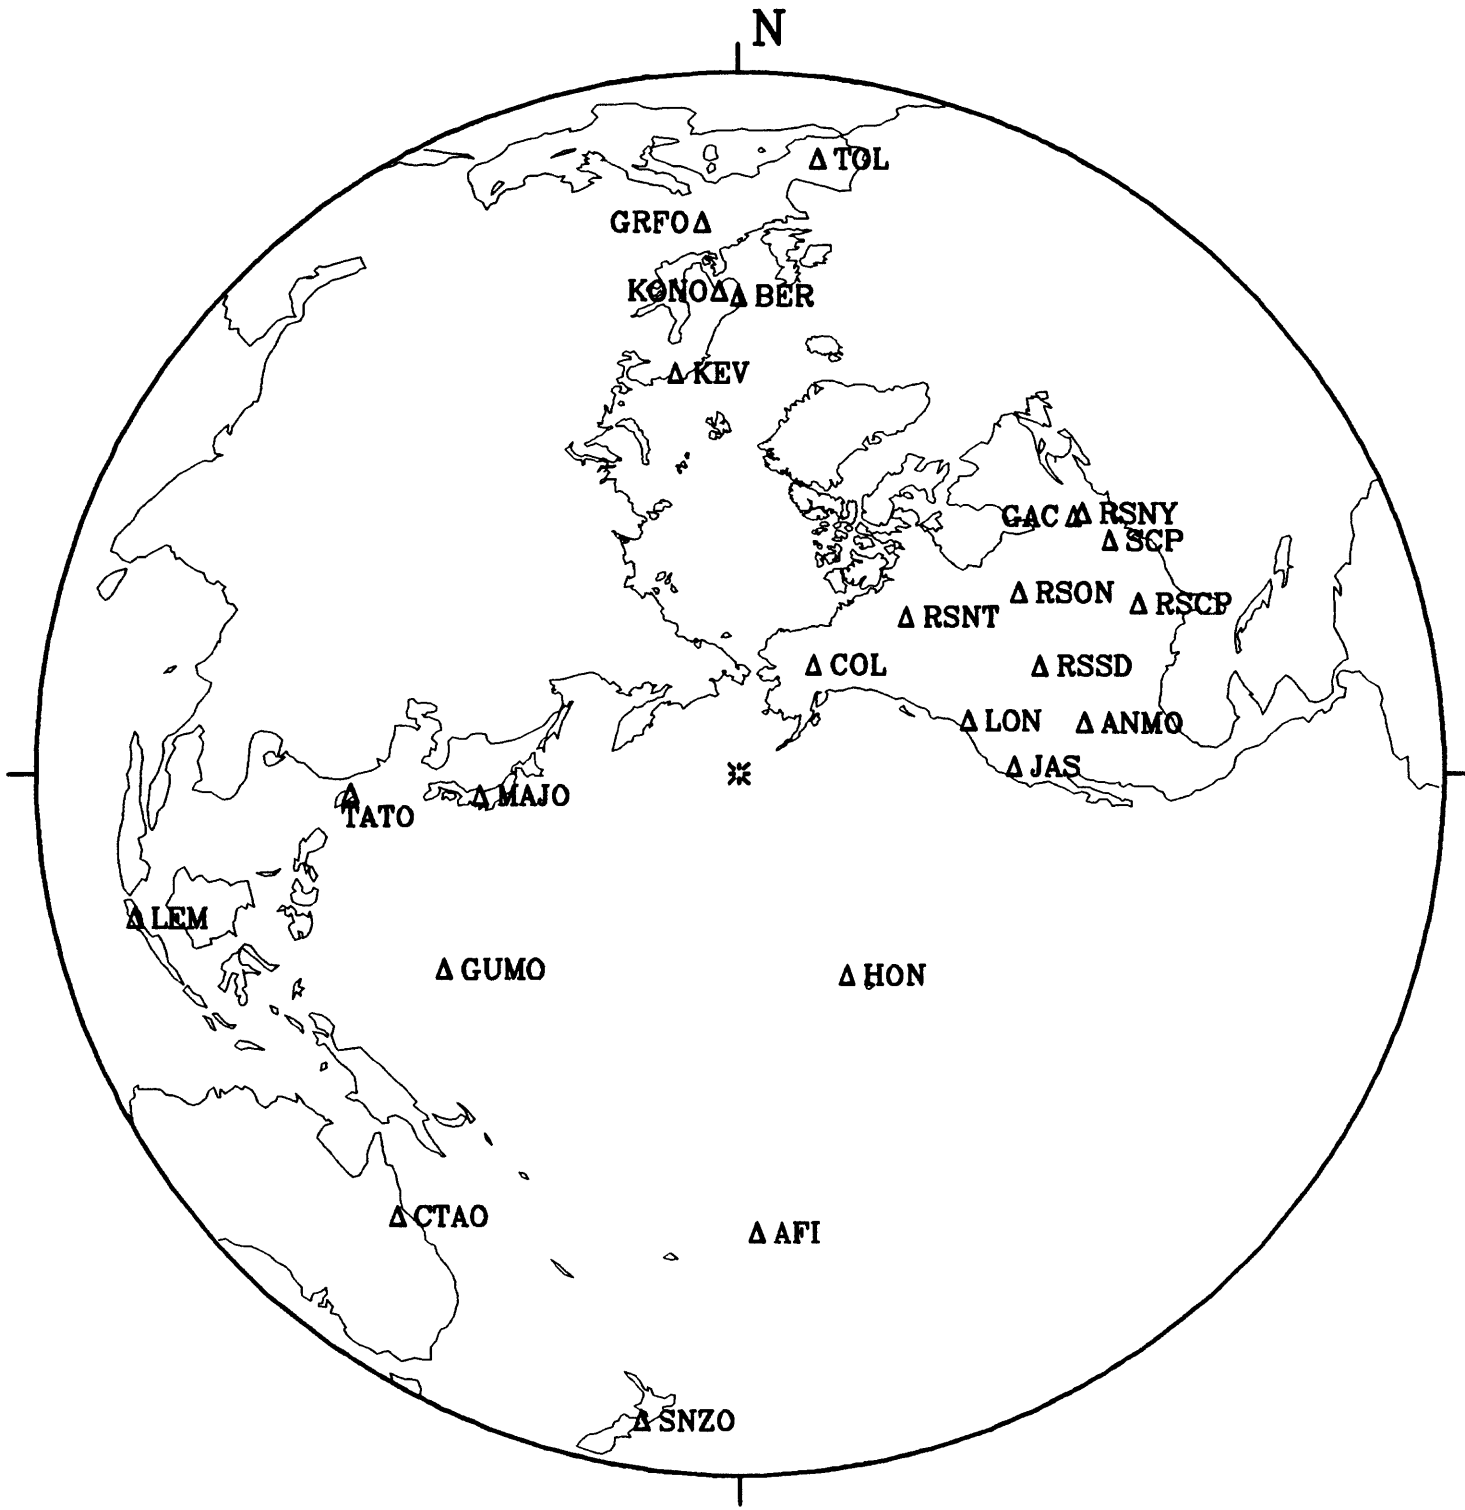 N
TOL
GRFO
KONO
BER
KEV
GAC
RSNY
SCP
RSON
RSCP
RSNT
COL
RSSD
LON
ANMO
JAS
MAJO
TATO
LEM
GUMO
HON
CTAO
AFI
SNZO